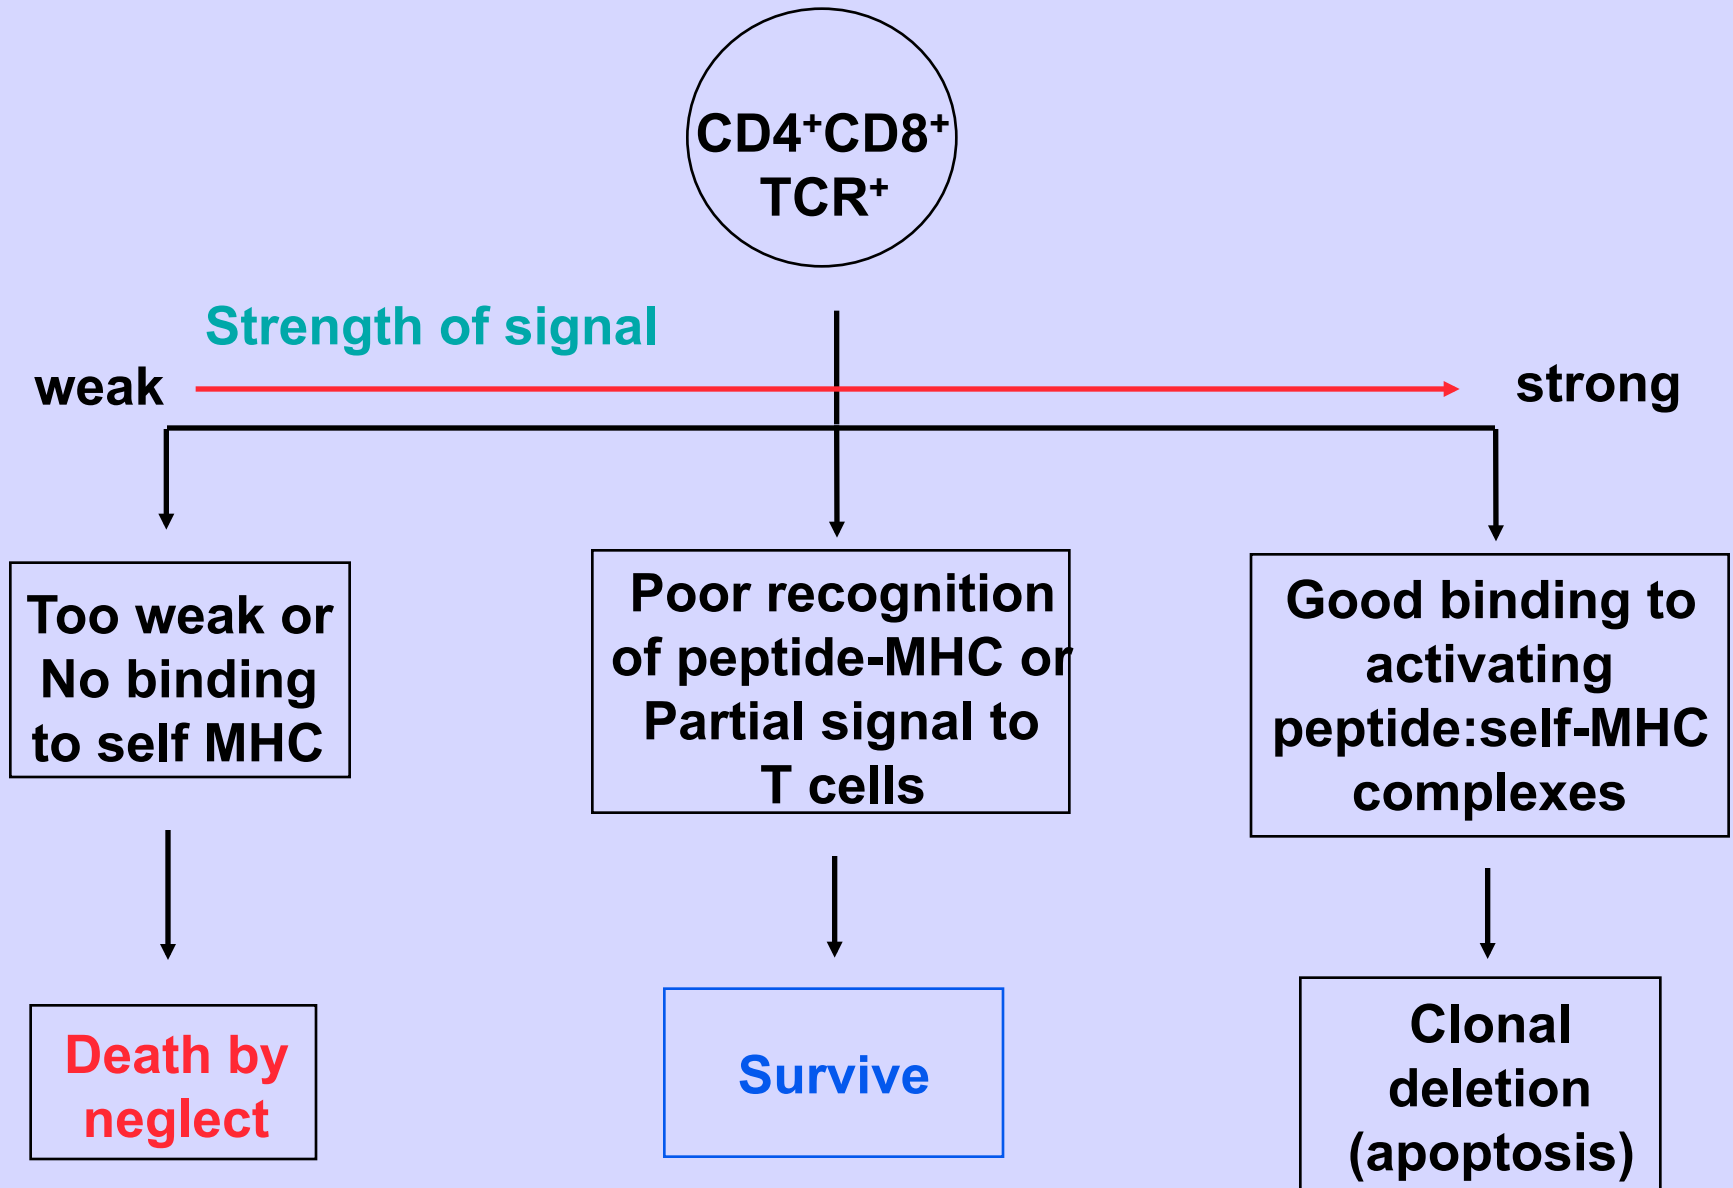 CD4⁺CD8⁺
TCR⁺
Strength of signal
weak
strong
Too weak or
No binding
to self MHC
Poor recognition
of peptide-MHC or
Partial signal to
T cells
Good binding to
activating
peptide:self-MHC
complexes
Death by
neglect
Survive
Clonal
deletion
(apoptosis)